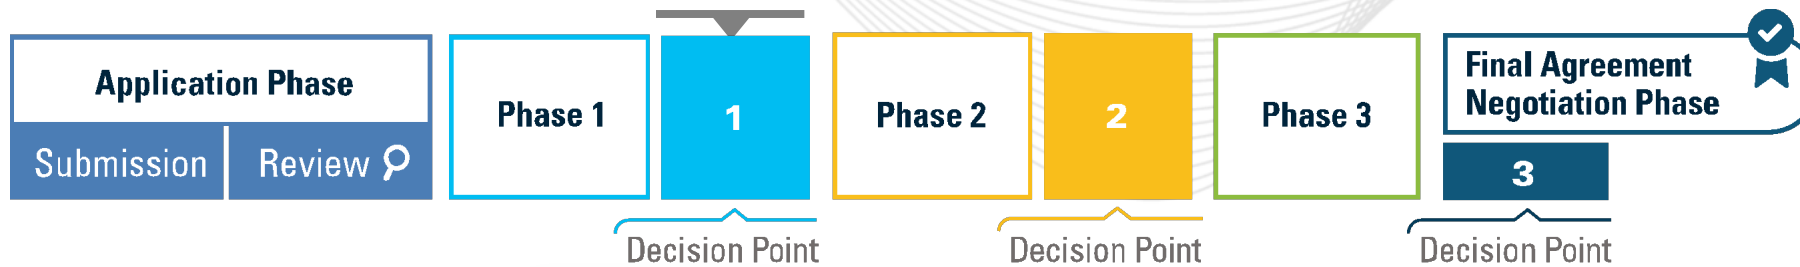 Application Phase
Submission
Review
Phase 1
1
Decision Point
Phase 2
2
Decision Point
Phase 3
Final Agreement
Negotiation Phase
3
Decision Point